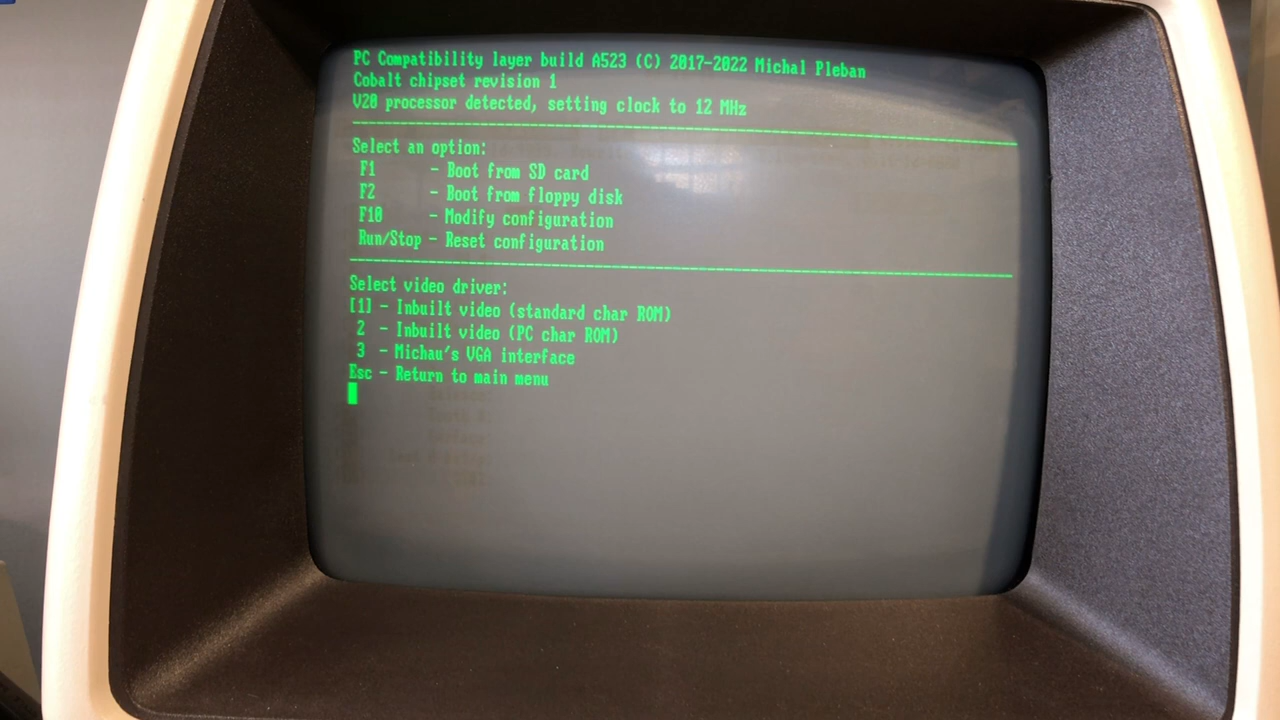 PC Compatibility layer build A523 (C) 2017-2022 Michal Pleban
Cobalt chipset revision 1
V20 processor detected, setting clock to 12 MHz
Select an option:
F1 - Boot from SD card
F2 - Boot from floppy disk
F10 - Modify configuration
Run/Stop - Reset configuration
Select video driver:
[1] - Inbuilt video (standard char ROM)
2 - Inbuilt video (PC char ROM)
3 - Michau's VGA interface
Esc - Return to main menu